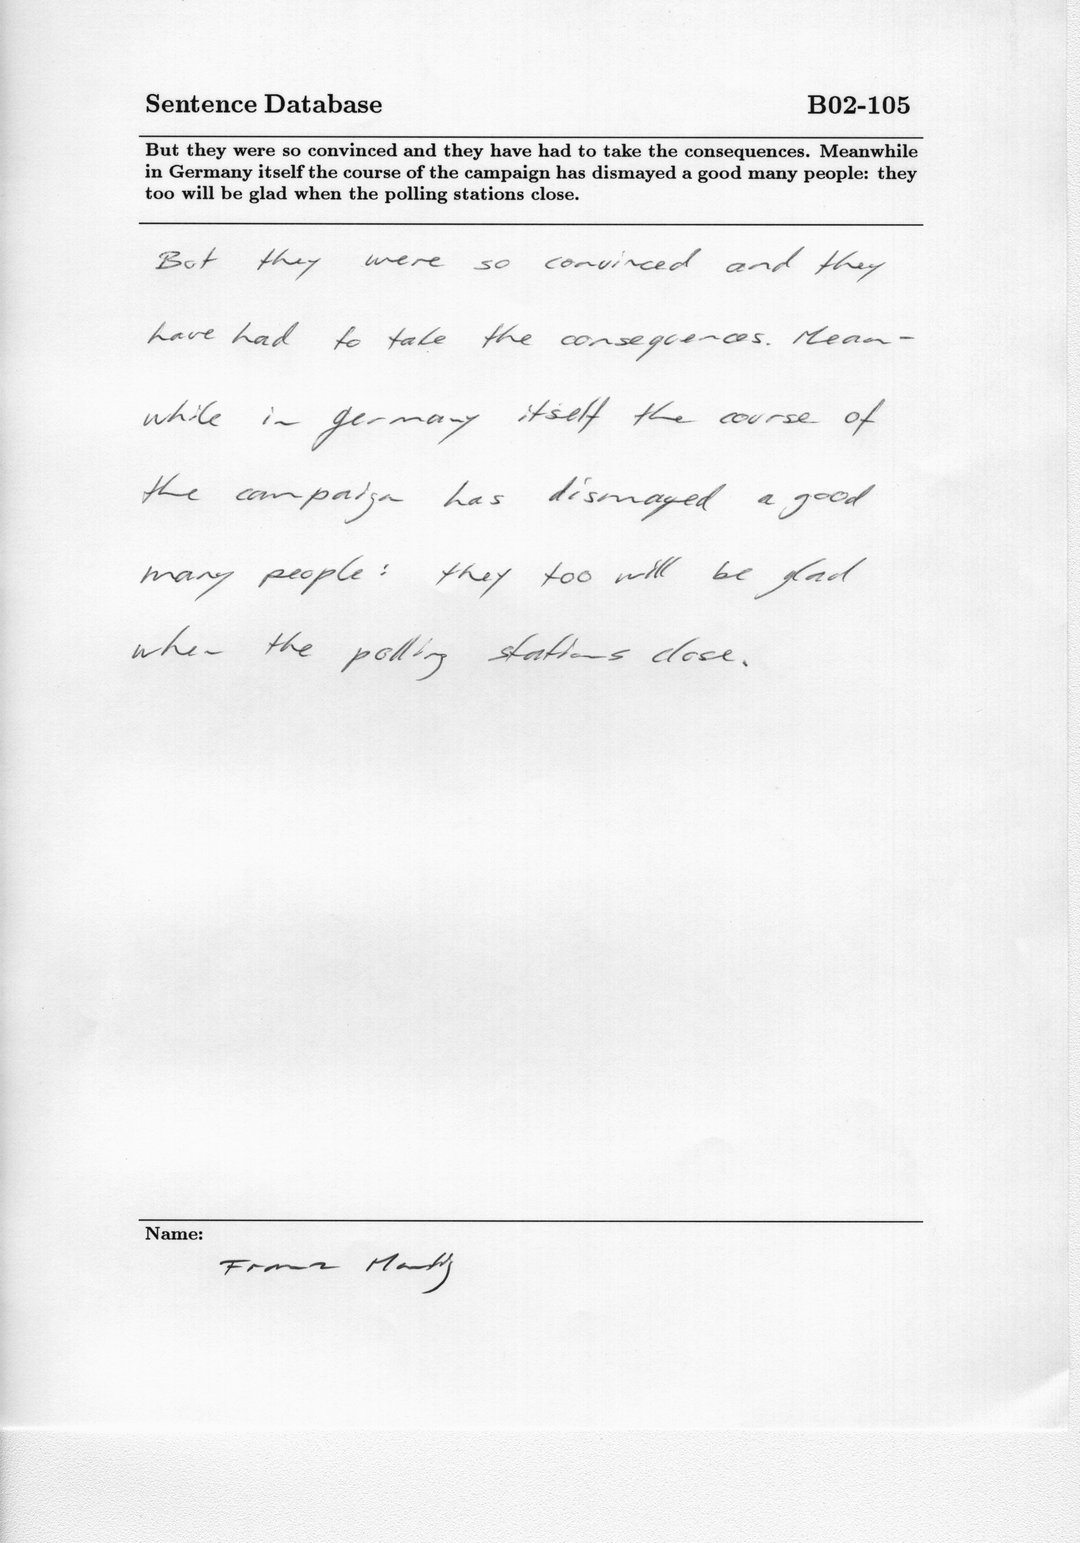 Sentence Database B02-105
But they were so convinced and they have had to take the consequences. Meanwhile
in Germany itself the course of the campaign has dismayed a good many people: they
too will be glad when the polling stations close.
But they were so convinced and they
have had to take the consequences. Mean-
while in Germany itself the course of
the campaign has dismayed a good
many people: they too will be glad
when the polling stations close.
Name:
Franz